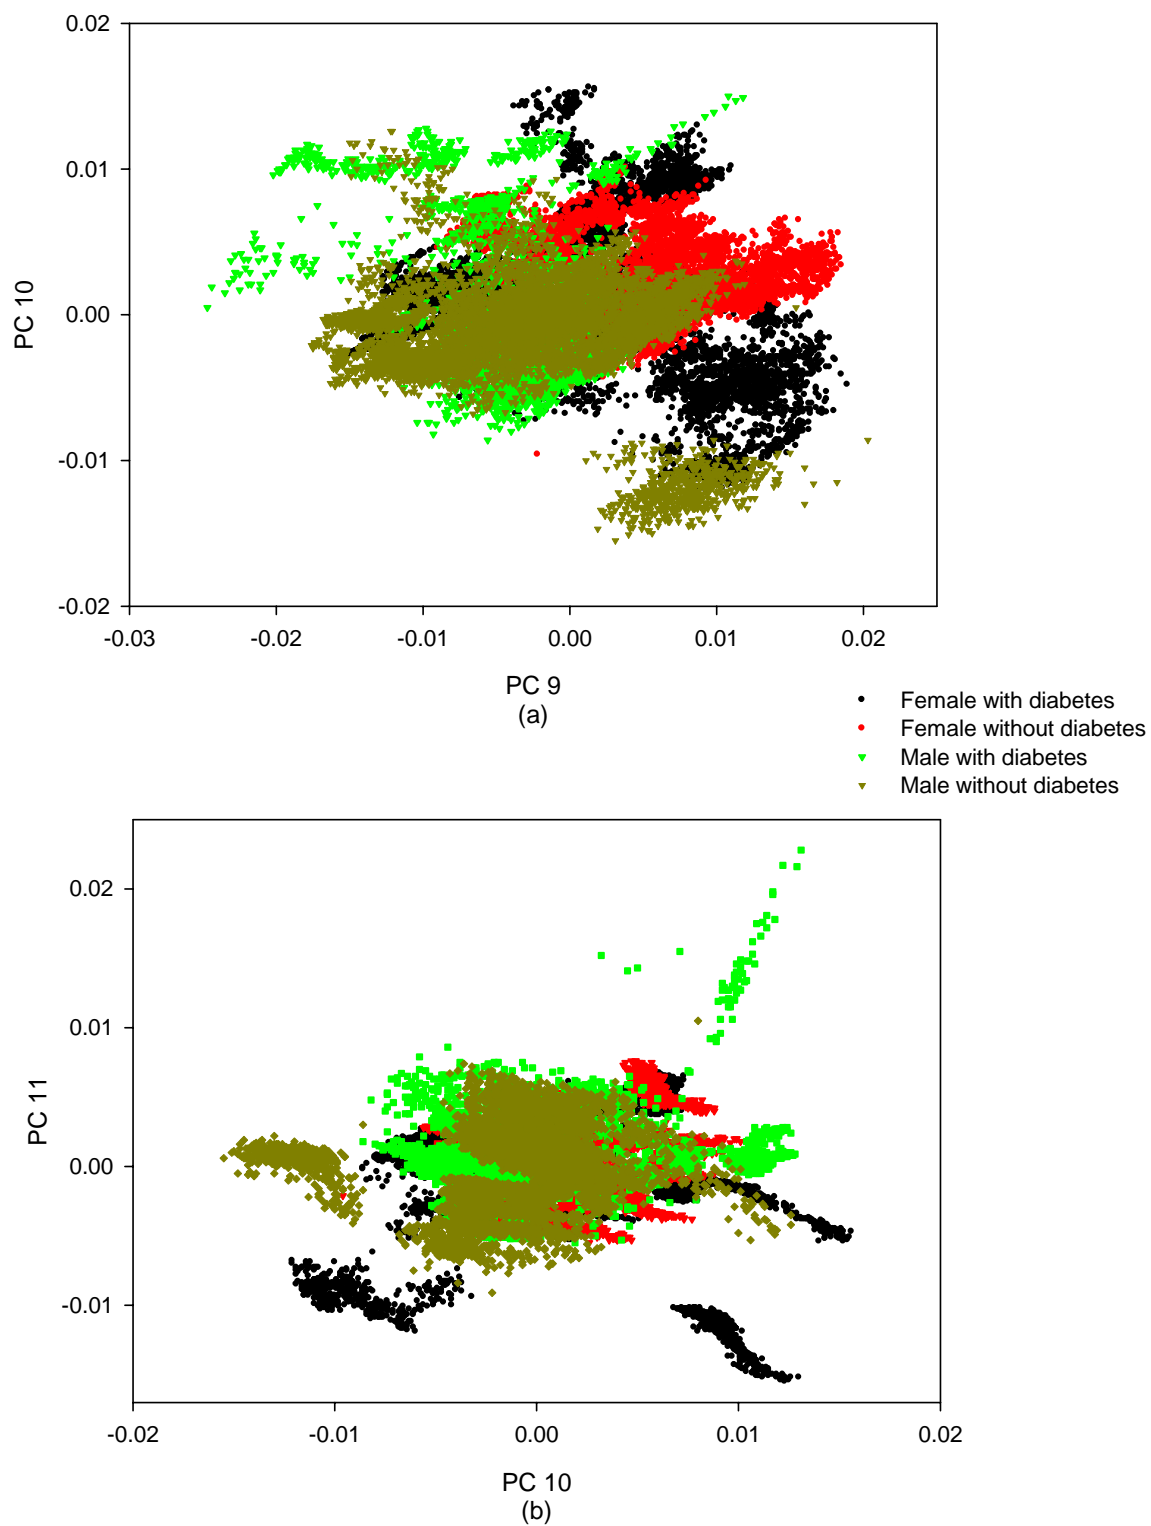 0.02
0.01
0.00
-0.01
-0.02
PC 10
-0.03
-0.02
-0.01
0.00
0.01
0.02
PC 9
(a)
Female with diabetes
Female without diabetes
Male with diabetes
Male without diabetes
0.02
0.01
0.00
-0.01
PC 11
-0.02
-0.01
0.00
0.01
0.02
PC 10
(b)